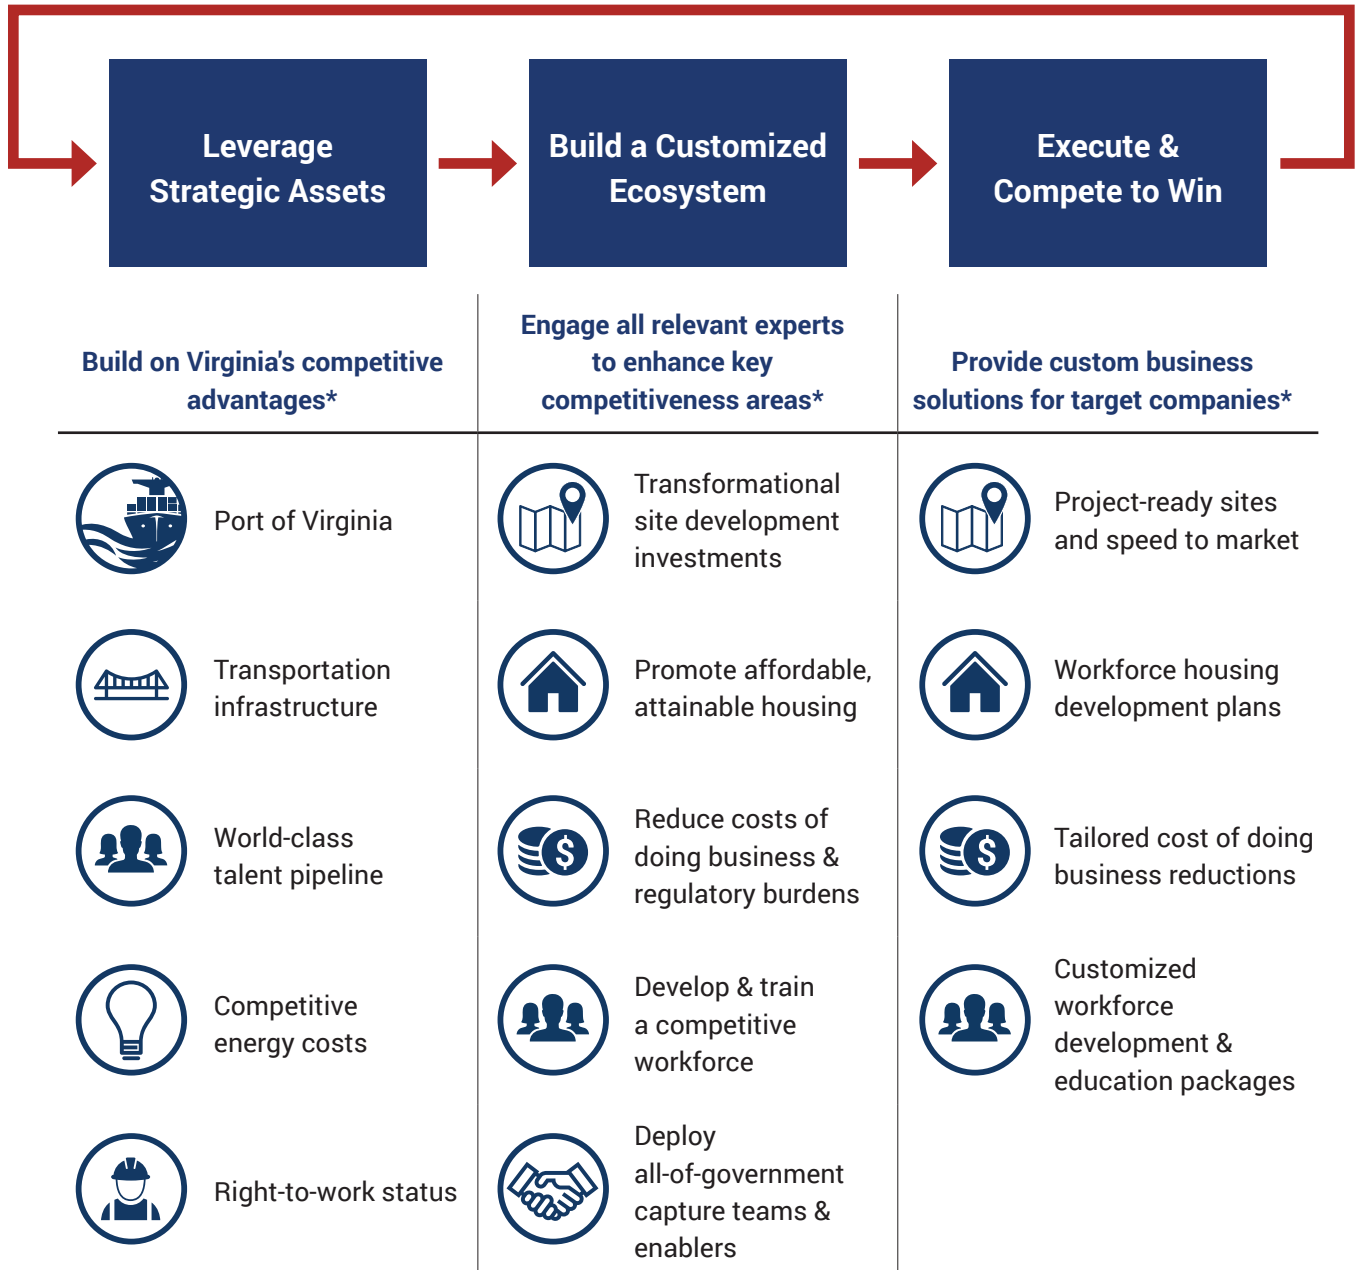 Leverage
Strategic Assets
Build a Customized
Ecosystem
Execute &
Compete to Win
Build on Virginia's competitive
advantages*
Engage all relevant experts
to enhance key
competitiveness areas*
Provide custom business
solutions for target companies*
Port of Virginia
Transportation
infrastructure
World-class
talent pipeline
Competitive
energy costs
Right-to-work status
Transformational
site development
investments
Promote affordable,
attainable housing
$
Reduce costs of
doing business &
regulatory burdens
Develop & train
a competitive
workforce
Deploy
all-of-government
capture teams &
enablers
Project-ready sites
and speed to market
Workforce housing
development plans
$
Tailored cost of doing
business reductions
Customized
workforce
development &
education packages